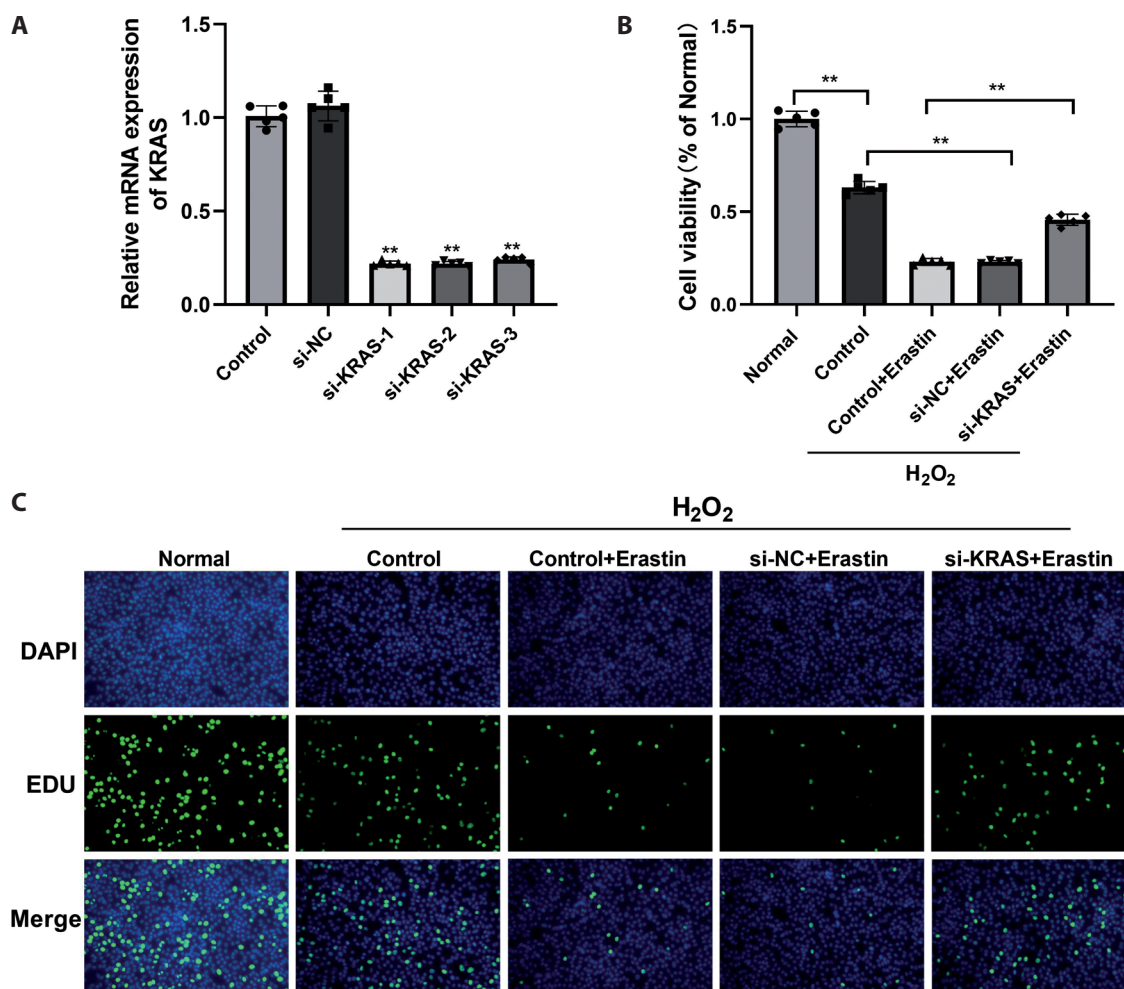 A
Relative mRNA expression
of KRAS
1.5
1.0
0.5
0.0
**
**
**
Control
si-NC
si-KRAS-1
si-KRAS-2
si-KRAS-3
B
Cell viability(% of Normal)
1.5
1.0
0.5
0.0
**
**
**
Normal
Control
Control+Erastin
si-NC+Erastin
si-KRAS+Erastin
H₂O₂
C
H₂O₂
Normal
Control
Control+Erastin
si-NC+Erastin
si-KRAS+Erastin
DAPI
EDU
Merge